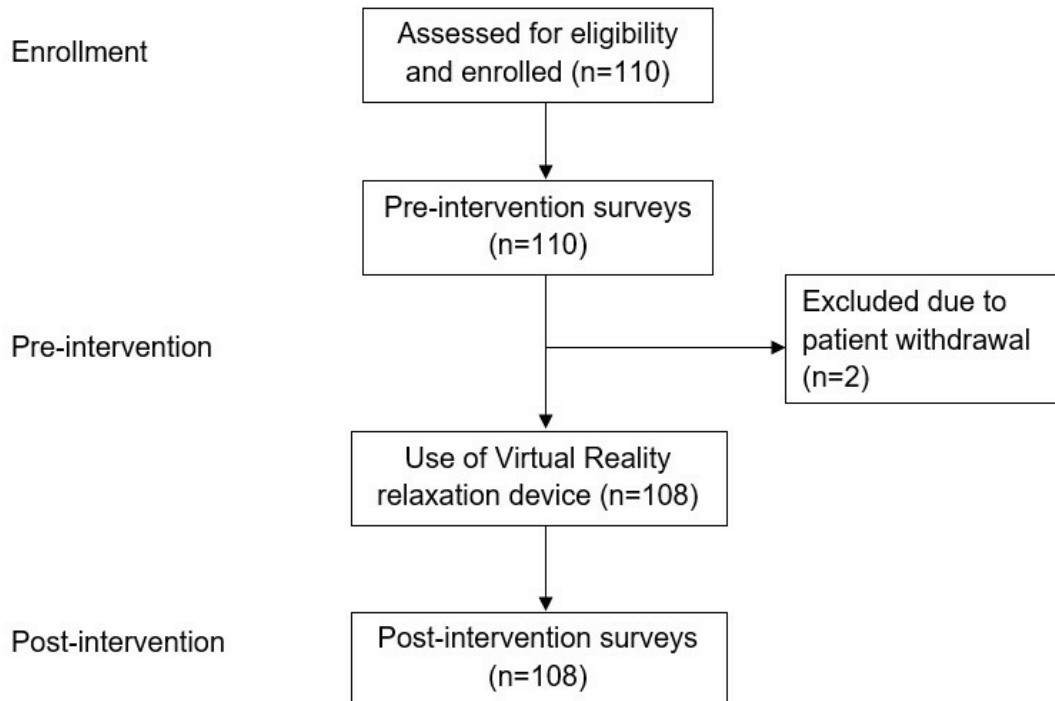 Enrollment
Assessed for eligibility
and enrolled (n=110)
Pre-intervention surveys
(n=110)
Pre-intervention
Excluded due to
patient withdrawal
(n=2)
Use of Virtual Reality
relaxation device (n=108)
Post-intervention
Post-intervention surveys
(n=108)